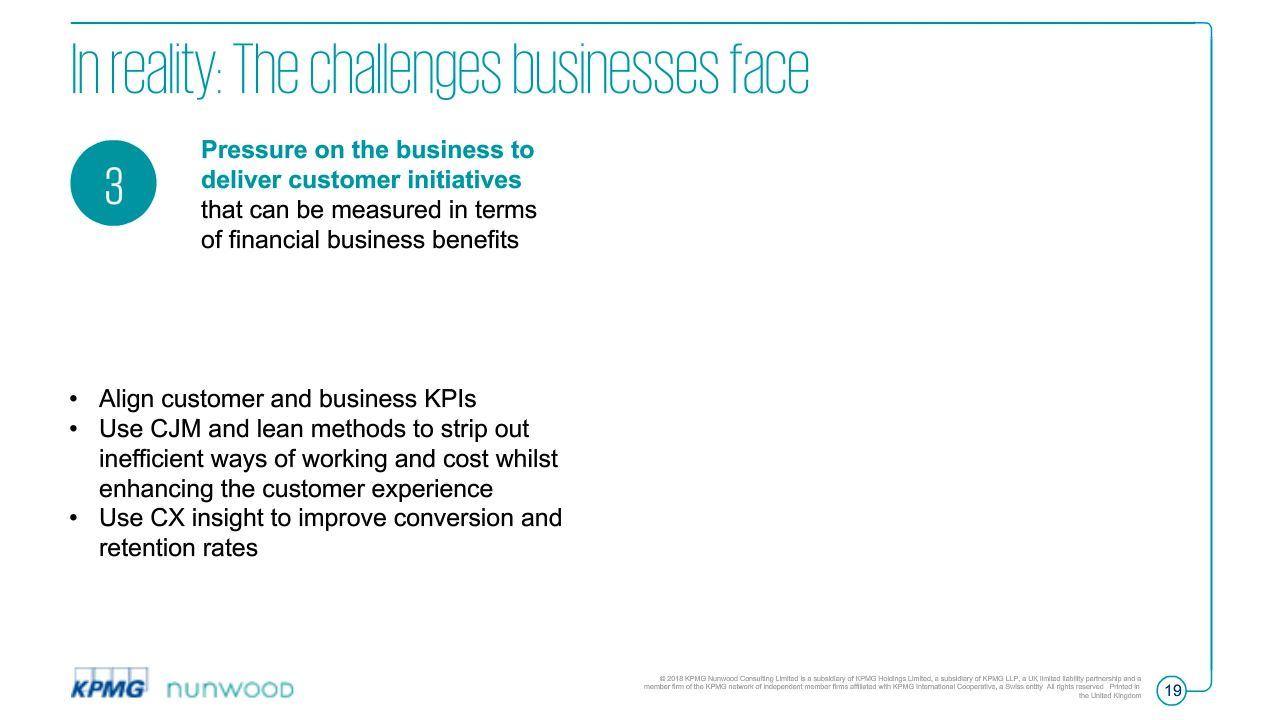 In reality: The challenges businesses face
3
Pressure on the business to
deliver customer initiatives
that can be measured in terms
of financial business benefits
• Align customer and business KPIs
• Use CJM and lean methods to strip out
inefficient ways of working and cost whilst
enhancing the customer experience
• Use CX insight to improve conversion and
retention rates
KPMG nunwood
© 2018 KPMG Nunwood Consulting Limited is a subsidiary of KPMG Holdings Limited, a subsidiary of KPMG LLP, a UK limited liability partnership and a
member firm of the KPMG network of independent member firms affiliated with KPMG International Cooperative, a Swiss entity All rights reserved Printed in
the United Kingdom
19